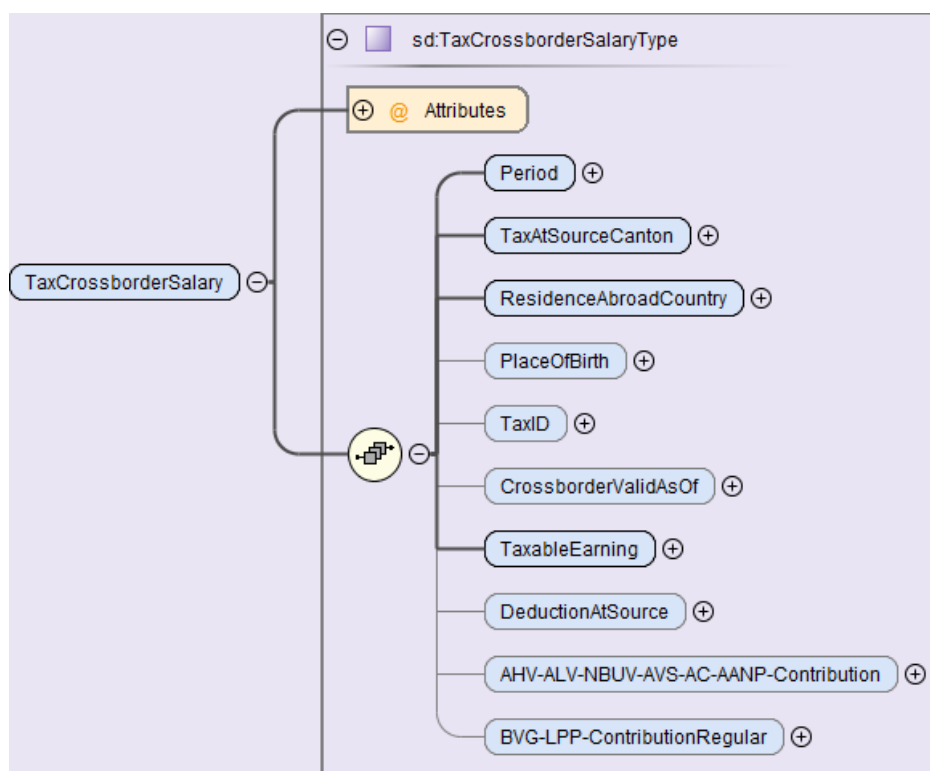 sd:TaxCrossborderSalaryType
@ Attributes
Period
TaxAtSourceCanton
TaxCrossborderSalary
ResidenceAbroadCountry
PlaceOfBirth
TaxID
CrossborderValidAsOf
TaxableEarning
DeductionAtSource
AHV-ALV-NBUV-AVS-AC-AANP-Contribution
BVG-LPP-ContributionRegular